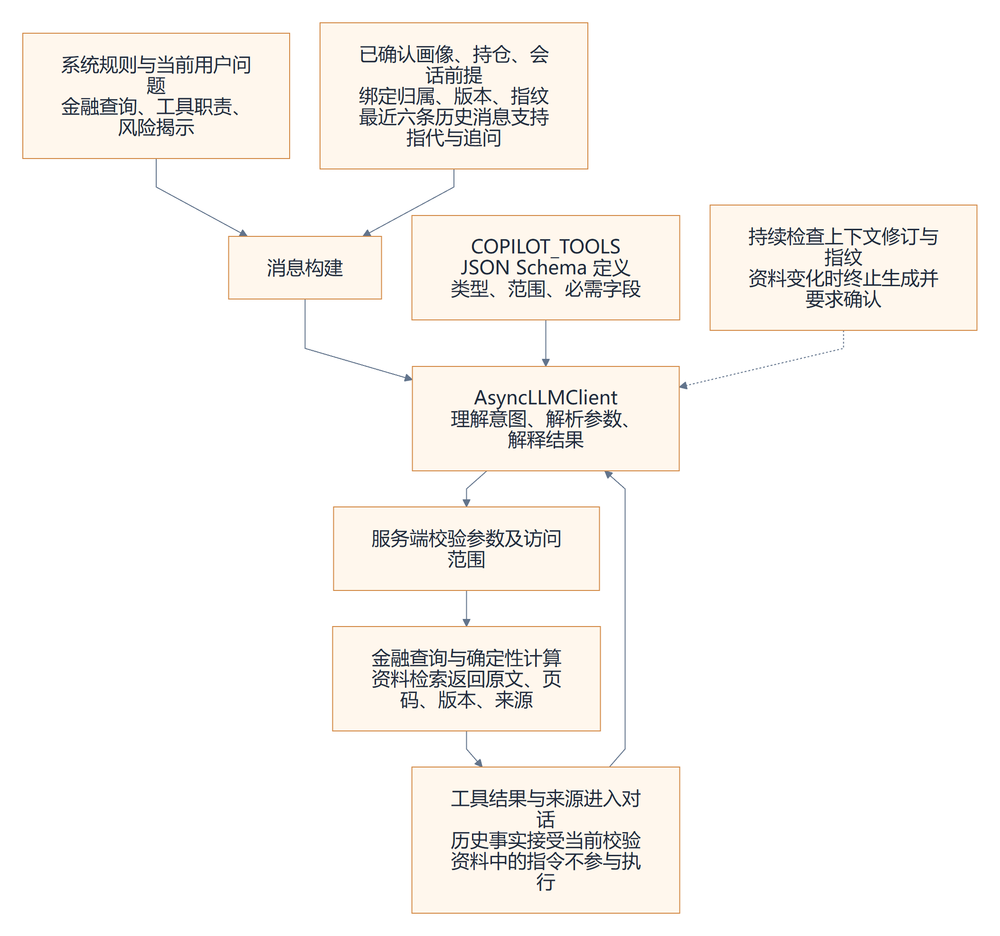 系统规则与当前用户问
题
金融查询、工具职责、
风险揭示
已确认画像、持仓、会
话前提
绑定归属、版本、指纹
最近六条历史消息支持
指代与追问
消息构建
COPILOT_TOOLS
JSON Schema 定义
类型、范围、必需字段
持续检查上下文修订与
指纹
资料变化时终止生成并
要求确认
AsyncLLMClient
理解意图、解析参数、
解释结果
服务端校验参数及访问
范围
金融查询与确定性计算
资料检索返回原文、页
码、版本、来源
工具结果与来源进入对
话
历史事实接受当前校验
资料中的指令不参与执
行